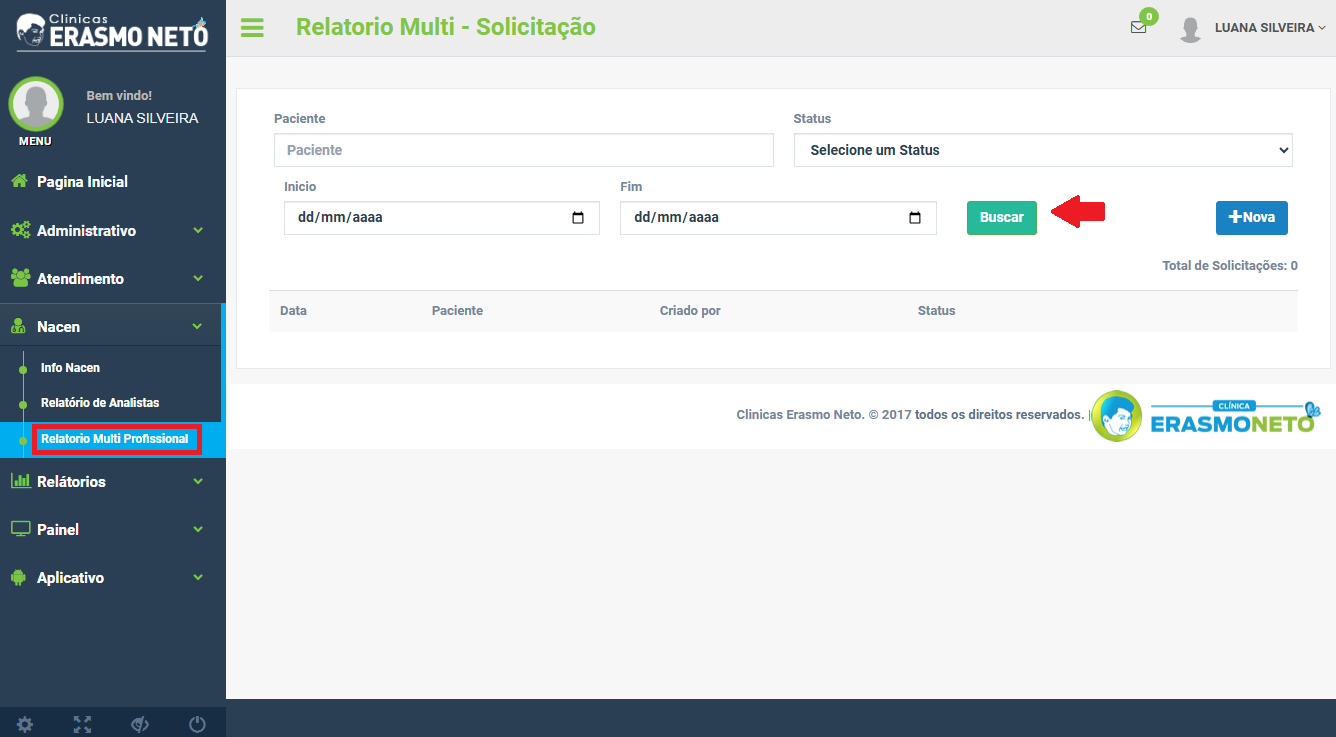 Clinicas
ERASMO NETO
Relatorio Multi - Solicitação
0
LUANA SILVEIRA
Bem vindo!
LUANA SILVEIRA
MENU
Pagina Inicial
Administrativo
Atendimento
Nacen
Info Nacen
Relatório de Analistas
Relatorio Multi Profissional
Relátorios
Painel
Aplicativo
Paciente
Status
Paciente
Selecione um Status
Inicio
Fim
dd/mm/aaaa
dd/mm/aaaa
Buscar
+Nova
Total de Solicitações: 0
Data Paciente Criado por Status
Clinicas Erasmo Neto. © 2017 todos os direitos reservados. |
CLÍNICA
ERASMONETO